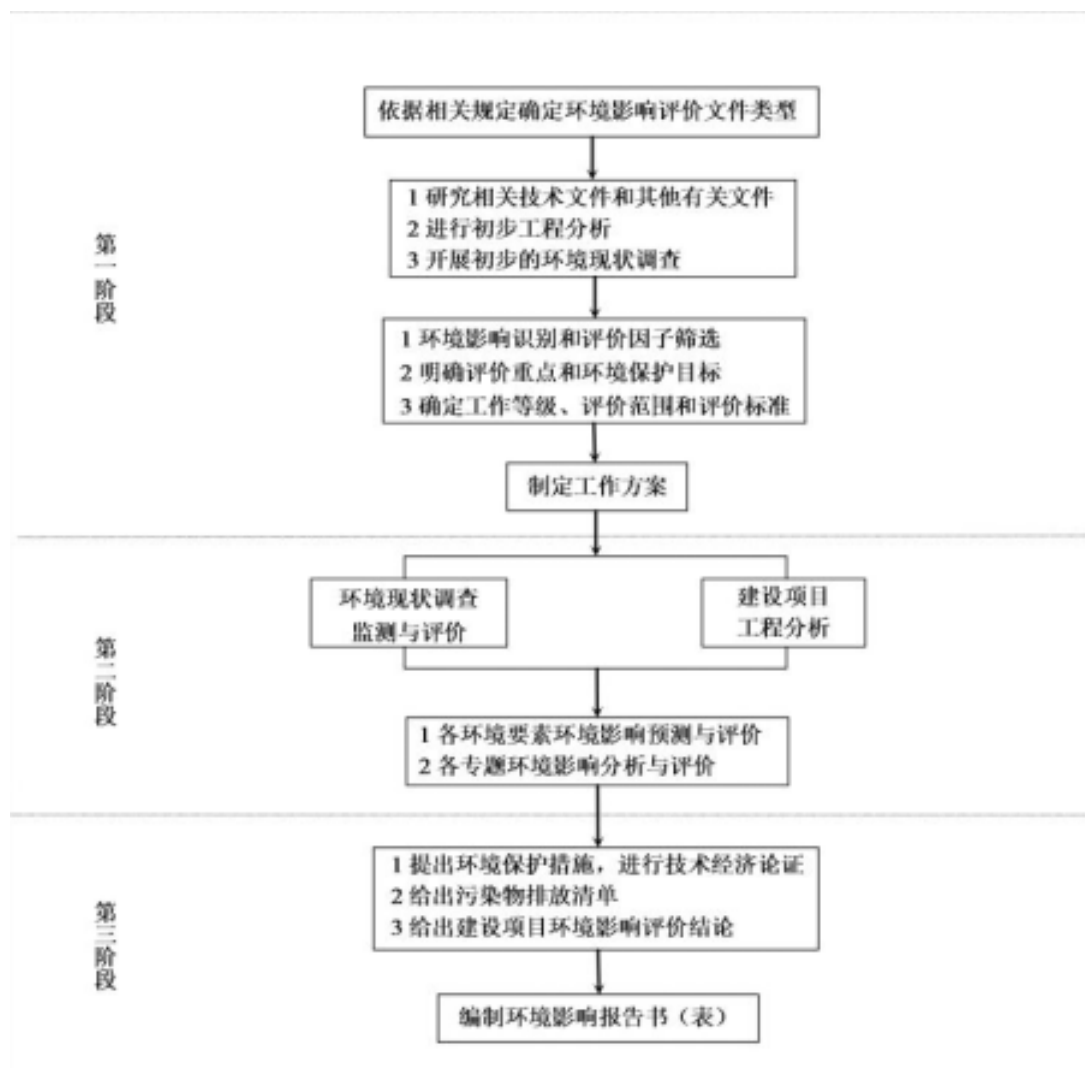 依据相关规定确定环境影响评价文件类型
1 研究相关技术文件和其他有关文件
2 进行初步工程分析
3 开展初步的环境现状调查
第一阶段
1 环境影响识别和评价因子筛选
2 明确评价重点和环境保护目标
3 确定工作等级、评价范围和评价标准
制定工作方案
环境现状调查
监测与评价
建设项目
工程分析
第二阶段
1 各环境要素环境影响预测与评价
2 各专题环境影响分析与评价
1 提出环境保护措施，进行技术经济论证
2 给出污染物排放清单
3 给出建设项目环境影响评价结论
第三阶段
编制环境影响报告书（表）